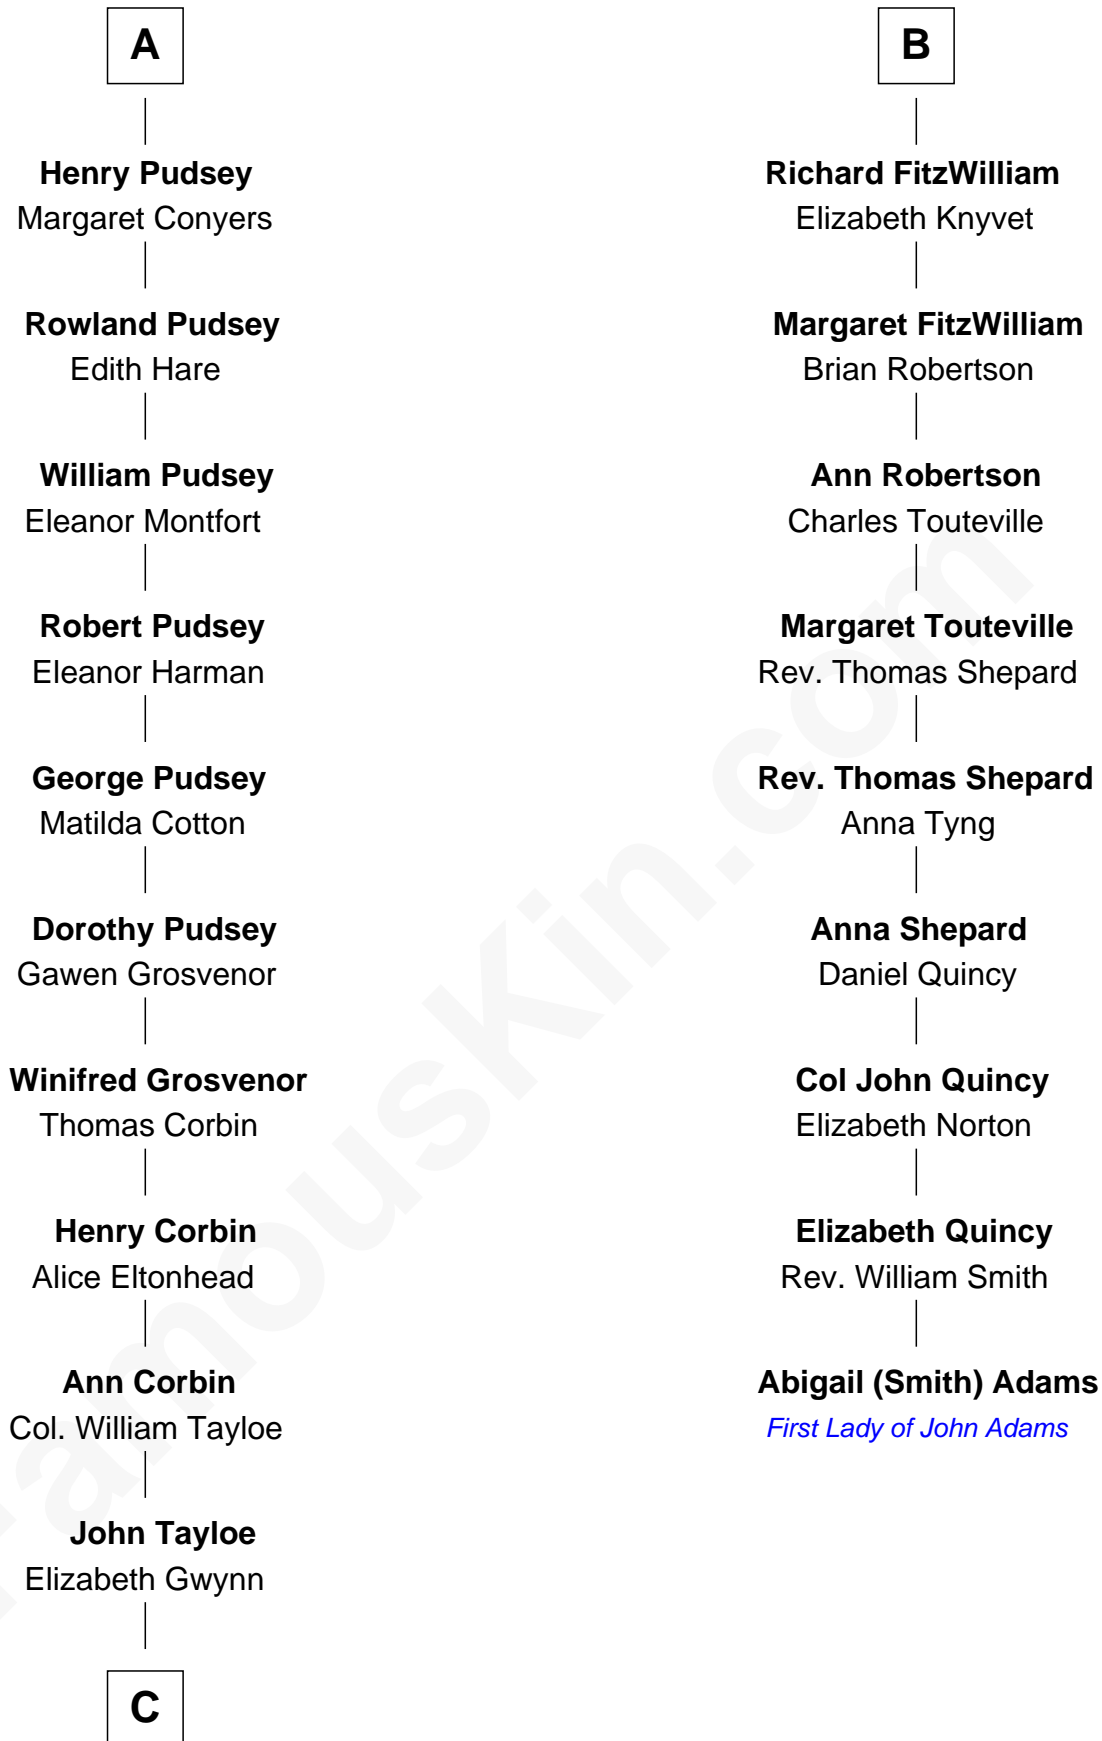 A
Henry Pudsey
Margaret Conyers
Rowland Pudsey
Edith Hare
William Pudsey
Eleanor Montfort
Robert Pudsey
Eleanor Harman
George Pudsey
Matilda Cotton
Dorothy Pudsey
Gawen Grosvenor
Winifred Grosvenor
Thomas Corbin
Henry Corbin
Alice Eltonhead
Ann Corbin
Col. William Tayloe
John Tayloe
Elizabeth Gwynn
C
B
Richard FitzWilliam
Elizabeth Knyvet
Margaret FitzWilliam
Brian Robertson
Ann Robertson
Charles Touteville
Margaret Touteville
Rev. Thomas Shepard
Rev. Thomas Shepard
Anna Tyng
Anna Shepard
Daniel Quincy
Col John Quincy
Elizabeth Norton
Elizabeth Quincy
Rev. William Smith
Abigail (Smith) Adams
First Lady of John Adams
FamousKin.com